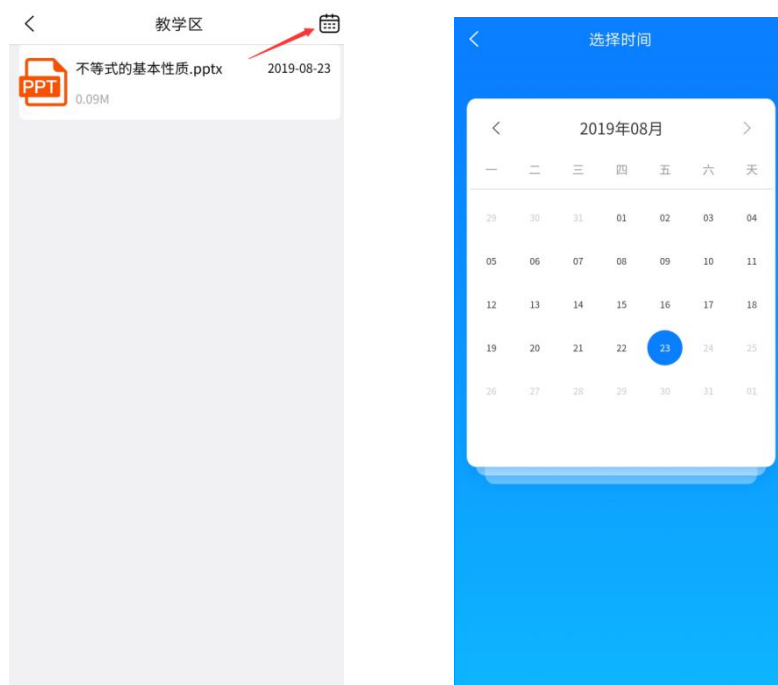 教学区
不等式的基本性质.pptx 2019-08-23
PPT
0.09M
选择时间
2019年08月
一 二 三 四 五 六 天
29 30 31 01 02 03 04
05 06 07 08 09 10 11
12 13 14 15 16 17 18
19 20 21 22 23 24 25
26 27 28 29 30 31 01